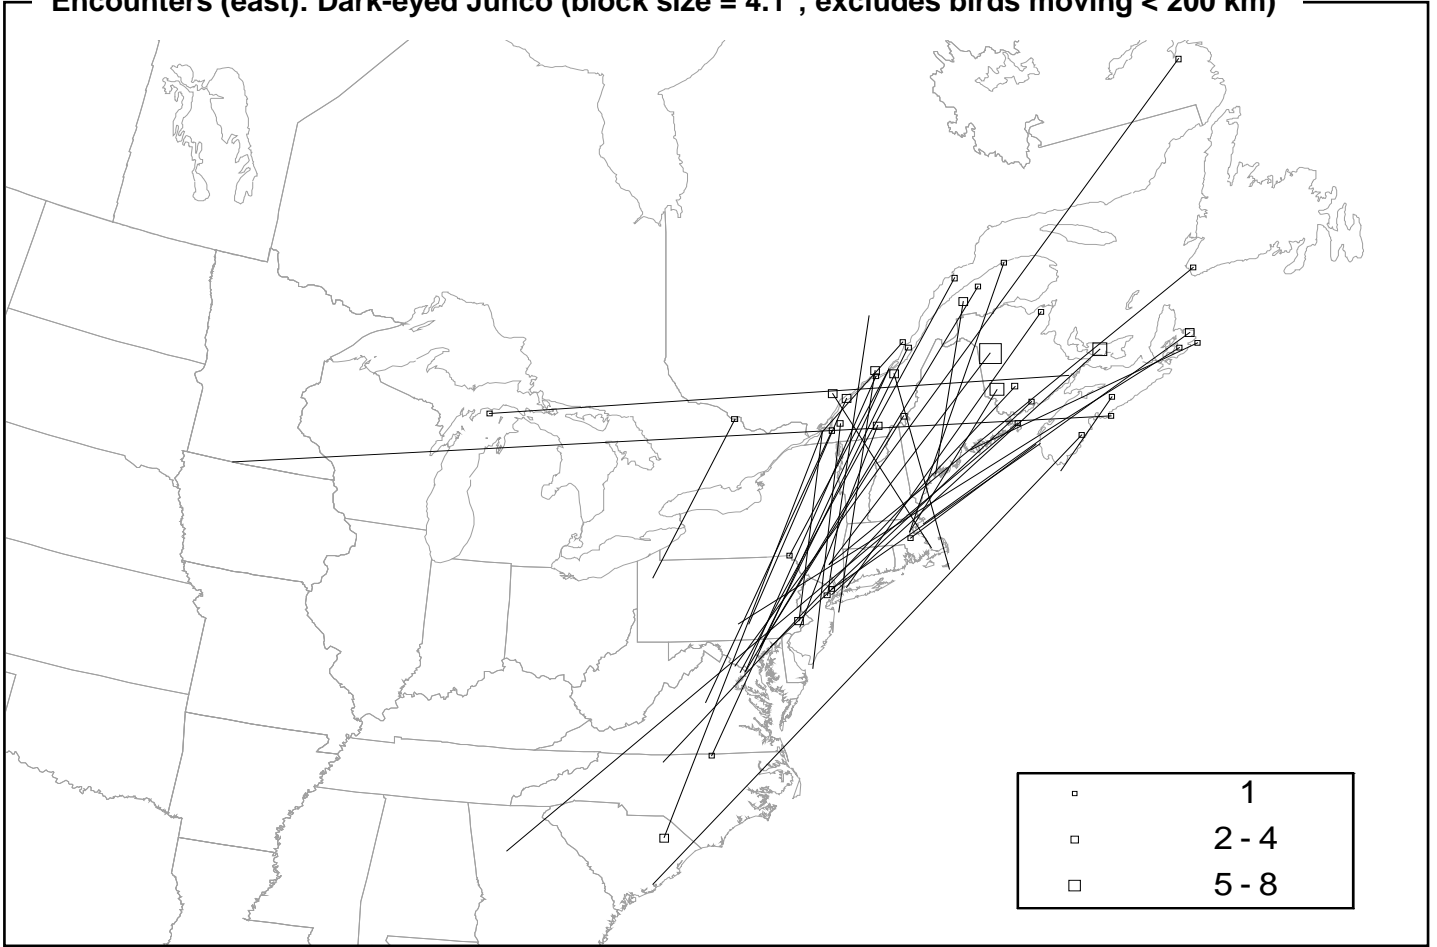 Encounters (east): Dark-eyed Junco (block size = 4.1°, excludes birds moving < 200 km)
1
2 - 4
5 - 8